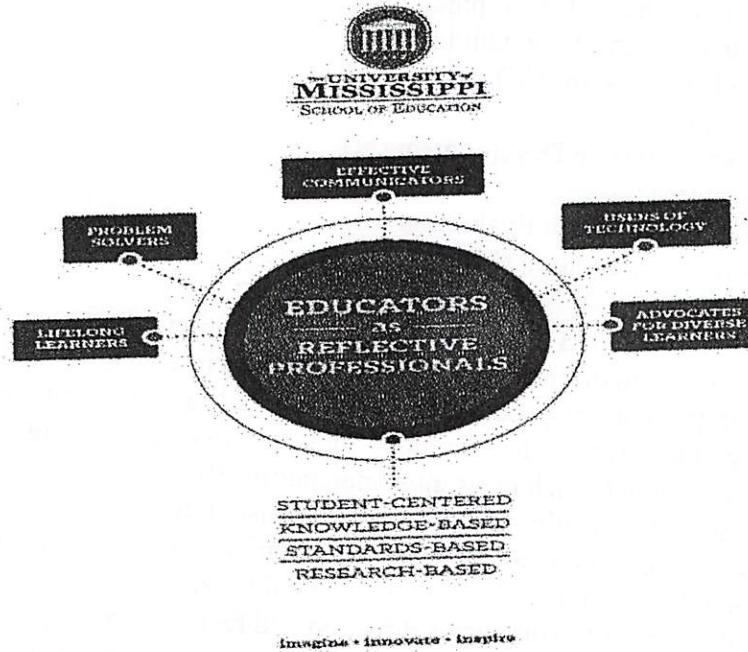 The UNIVERSITY of
MISSISSIPPI
SCHOOL OF EDUCATION
EFFECTIVE
COMMUNICATORS
PROBLEM
SOLVERS
USERS OF
TECHNOLOGY
LIFELONG
LEARNERS
EDUCATORS
as
REFLECTIVE
PROFESSIONALS
ADVOCATES
FOR DIVERSE
LEARNERS
STUDENT-CENTERED
KNOWLEDGE-BASED
STANDARDS-BASED
RESEARCH-BASED
imagine • innovate • inspire